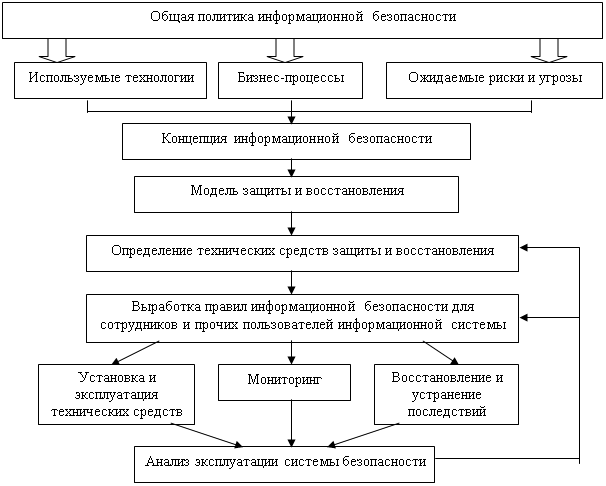 Общая политика информационной безопасности
Используемые технологии
Бизнес-процессы
Ожидаемые риски и угрозы
Концепция информационной безопасности
Модель защиты и восстановления
Определение технических средств защиты и восстановления
Выработка правил информационной безопасности для
сотрудников и прочих пользователей информационной системы
Установка и
эксплуатация
технических средств
Мониторинг
Восстановление и
устранение
последствий
Анализ эксплуатации системы безопасности